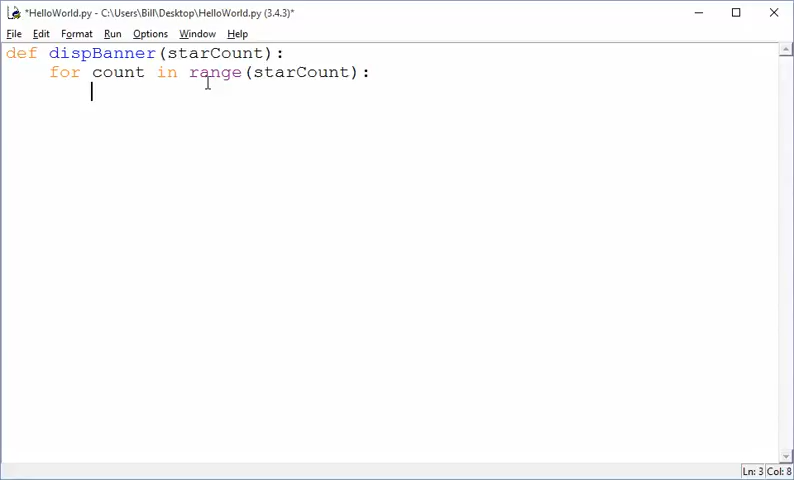 *HelloWorld.py - C:\Users\Bill\Desktop\HelloWorld.py (3.4.3)*
File Edit Format Run Options Window Help
def dispBanner(starCount):
    for count in range(starCount):
Ln: 3 Col: 8